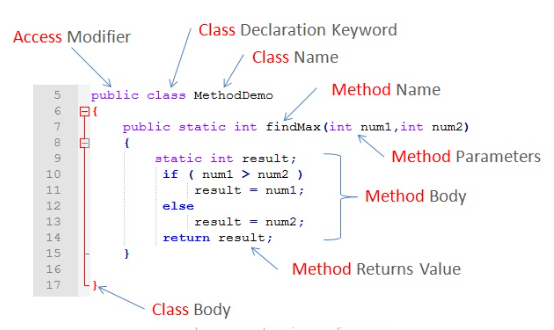 Access Modifier
Class Declaration Keyword
Class Name
Method Name
5 public class MethodDemo
6 {
7 public static int findMax(int num1,int num2)
8 {
Method Parameters
9 static int result;
10 if ( num1 > num2 )
11 result = num1;
Method Body
12 else
13 result = num2;
14 return result;
15 }
Method Returns Value
16
17 }
Class Body